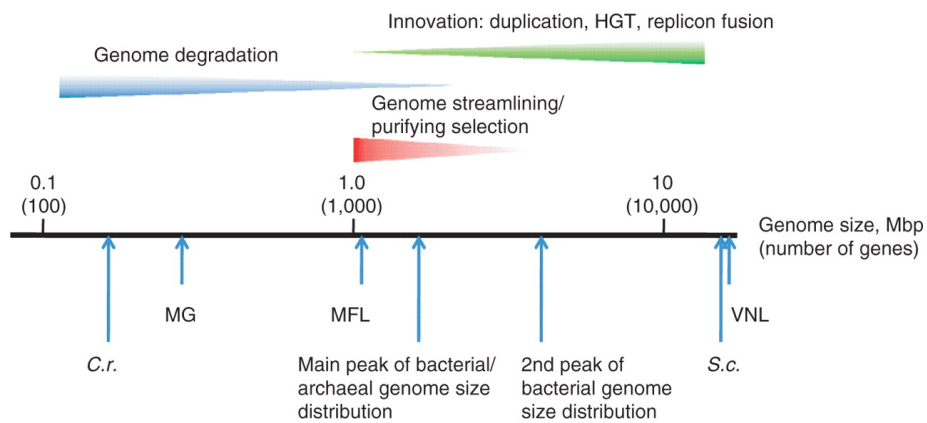 Innovation: duplication, HGT, replicon fusion
Genome degradation
Genome streamlining/
purifying selection
0.1
(100)
1.0
(1,000)
10
(10,000)
Genome size, Mbp
(number of genes)
MG
MFL
VNL
C.r.
Main peak of bacterial/
archaeal genome size
distribution
2nd peak of
bacterial genome
size distribution
S.c.